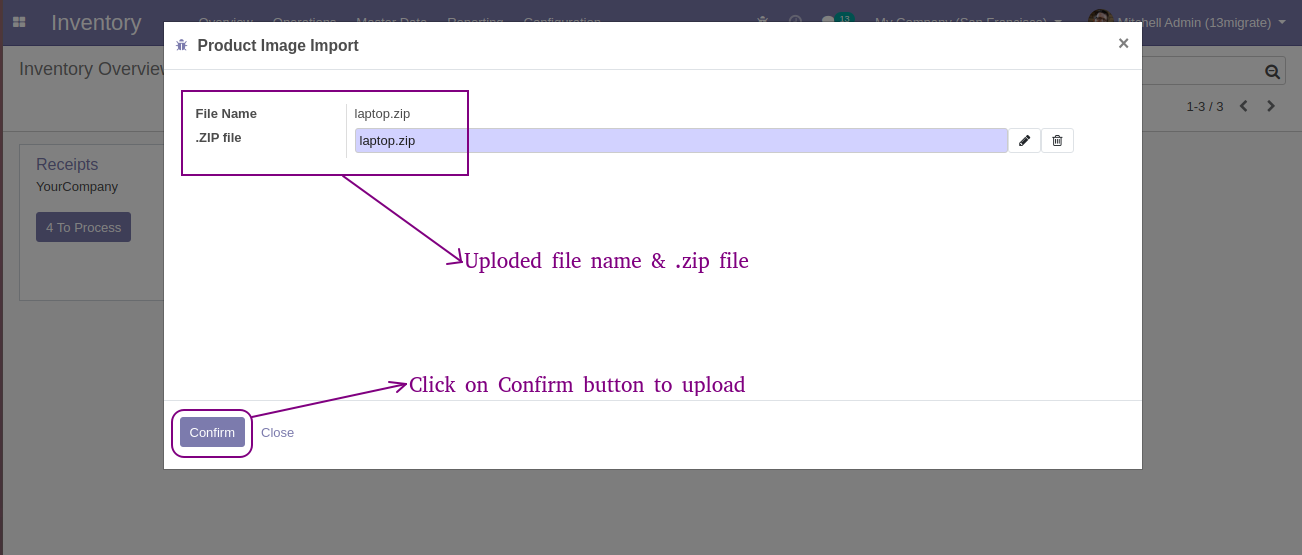 Inventory Overview Operations Master Data Reporting Configuration 13 My Company (San Francisco) Mitchell Admin (13migrate)
Product Image Import ×
Inventory Overview
1-3 / 3
File Name laptop.zip
.ZIP file laptop.zip
Receipts
YourCompany
4 To Process
Uploded file name & .zip file
Click on Confirm button to upload
Confirm Close